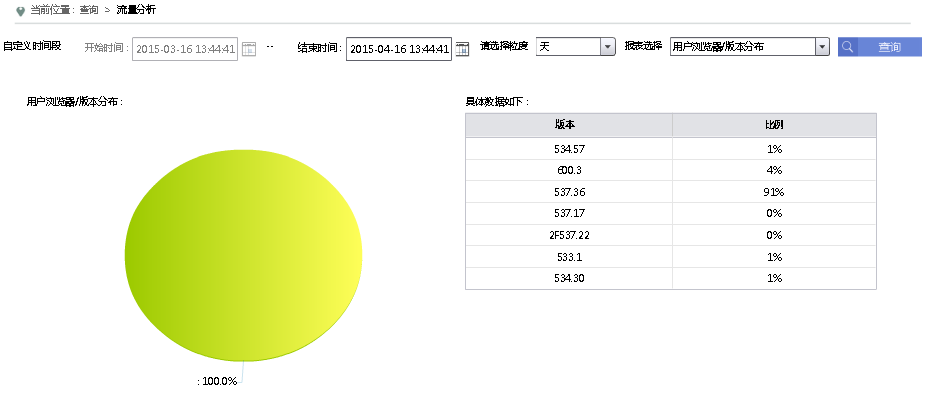 当前位置：查询 > 流量分析
自定义时间段 开始时间：2015-03-16 13:44:41 -- 结束时间：2015-04-16 13:44:41 请选择粒度 天 报表选择 用户浏览器/版本分布 查询
用户浏览器/版本分布：
: 100.0%
具体数据如下：
版本 比例
534.57 1%
600.3 4%
537.36 91%
537.17 0%
2F537.22 0%
533.1 1%
534.30 1%